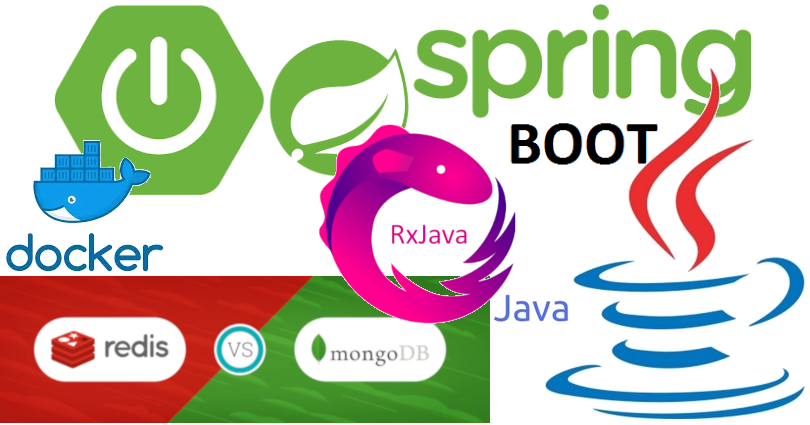 spring
BOOT
docker
RxJava
Java
redis
VS
mongoDB